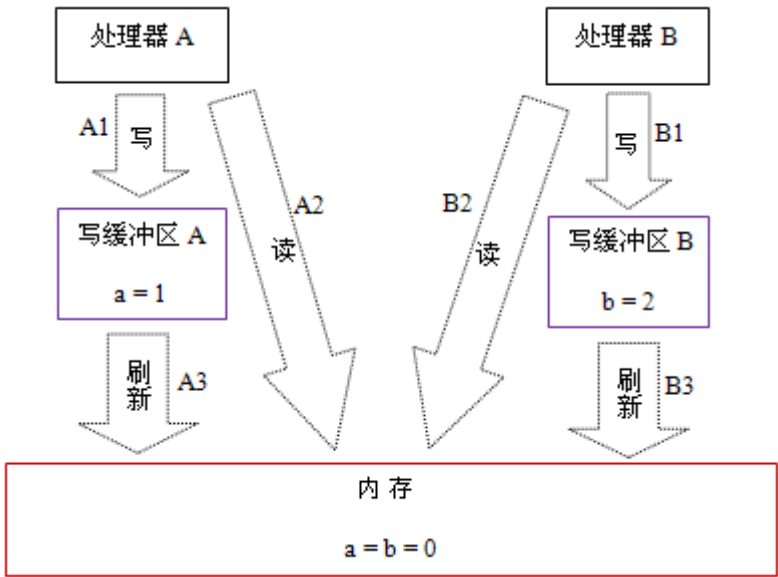 处理器 A
处理器 B
A1
写
写
B1
A2
B2
读
读
写缓冲区 A
a = 1
写缓冲区 B
b = 2
刷新
A3
刷新
B3
内 存
a = b = 0